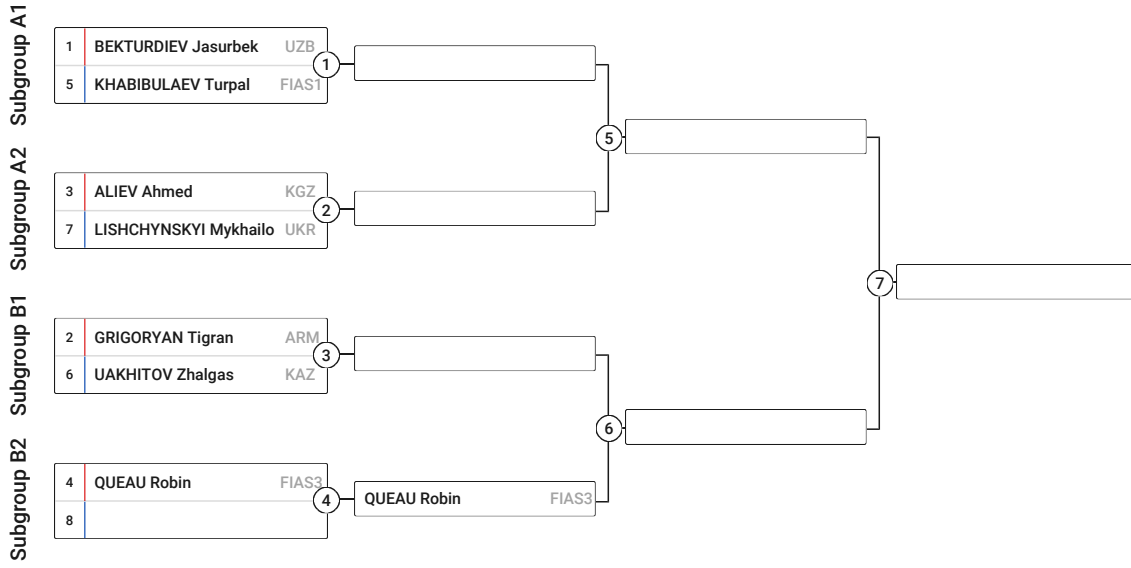 Subgroup A1
1 BEKTURDIEV Jasurbek UZB
5 KHABIBULAEV Turpal FIAS1
1
Subgroup A2
3 ALIEV Ahmed KGZ
7 LISHCHYNSKYI Mykhailo UKR
2
5
Subgroup B1
2 GRIGORYAN Tigran ARM
6 UAKHITOV Zhalgas KAZ
3
Subgroup B2
4 QUEAU Robin FIAS3
8
4
QUEAU Robin FIAS3
6
7